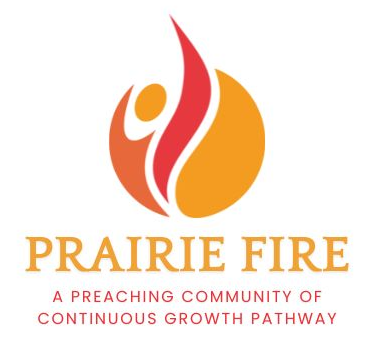 PRAIRIE FIRE
A PREACHING COMMUNITY OF
CONTINUOUS GROWTH PATHWAY